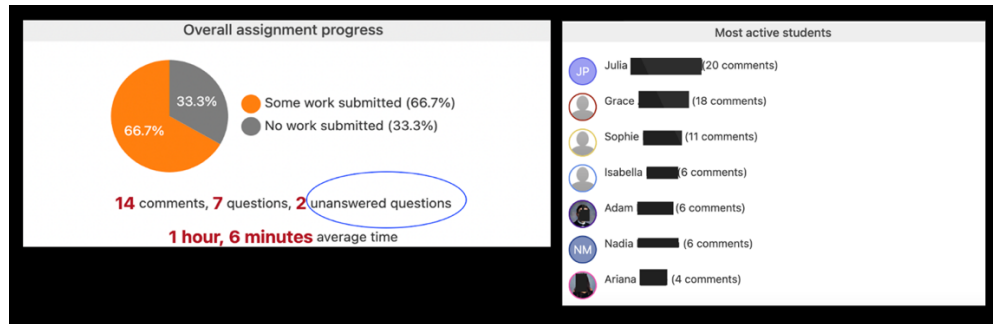 Overall assignment progress
33.3%
66.7%
Some work submitted (66.7%)
No work submitted (33.3%)
14 comments, 7 questions, 2 unanswered questions
1 hour, 6 minutes average time
Most active students
JP
Julia (20 comments)
Grace (18 comments)
Sophie (11 comments)
Isabella (6 comments)
Adam (6 comments)
NM
Nadia (6 comments)
Ariana (4 comments)